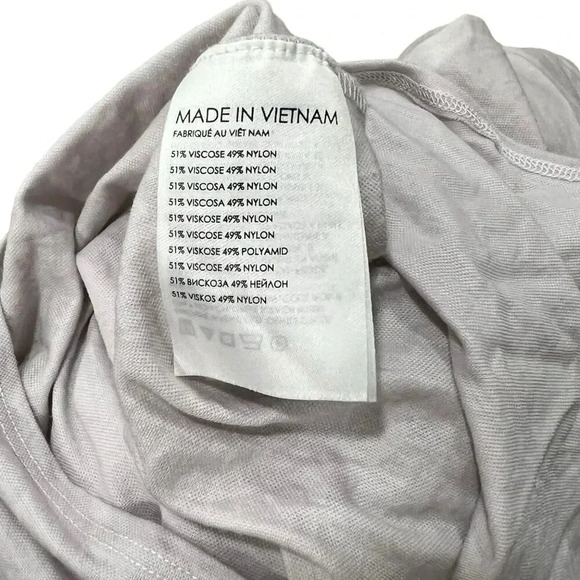 MADE IN VIETNAM
FABRIQUÉ AU VIÊT NAM
51% VISCOSE 49% NYLON
51% VISCOSE 49% NYLON
51% VISCOSA 49% NYLON
51% VISCOSA 49% NYLON
51% VISKOSE 49% NYLON
51% VISCOSE 49% NYLON
51% VISKOSE 49% POLYAMID
51% VISCOSE 49% NYLON
51% ВИСКОЗА 49% НЕЙЛОН
51% VISKOS 49% NYLON